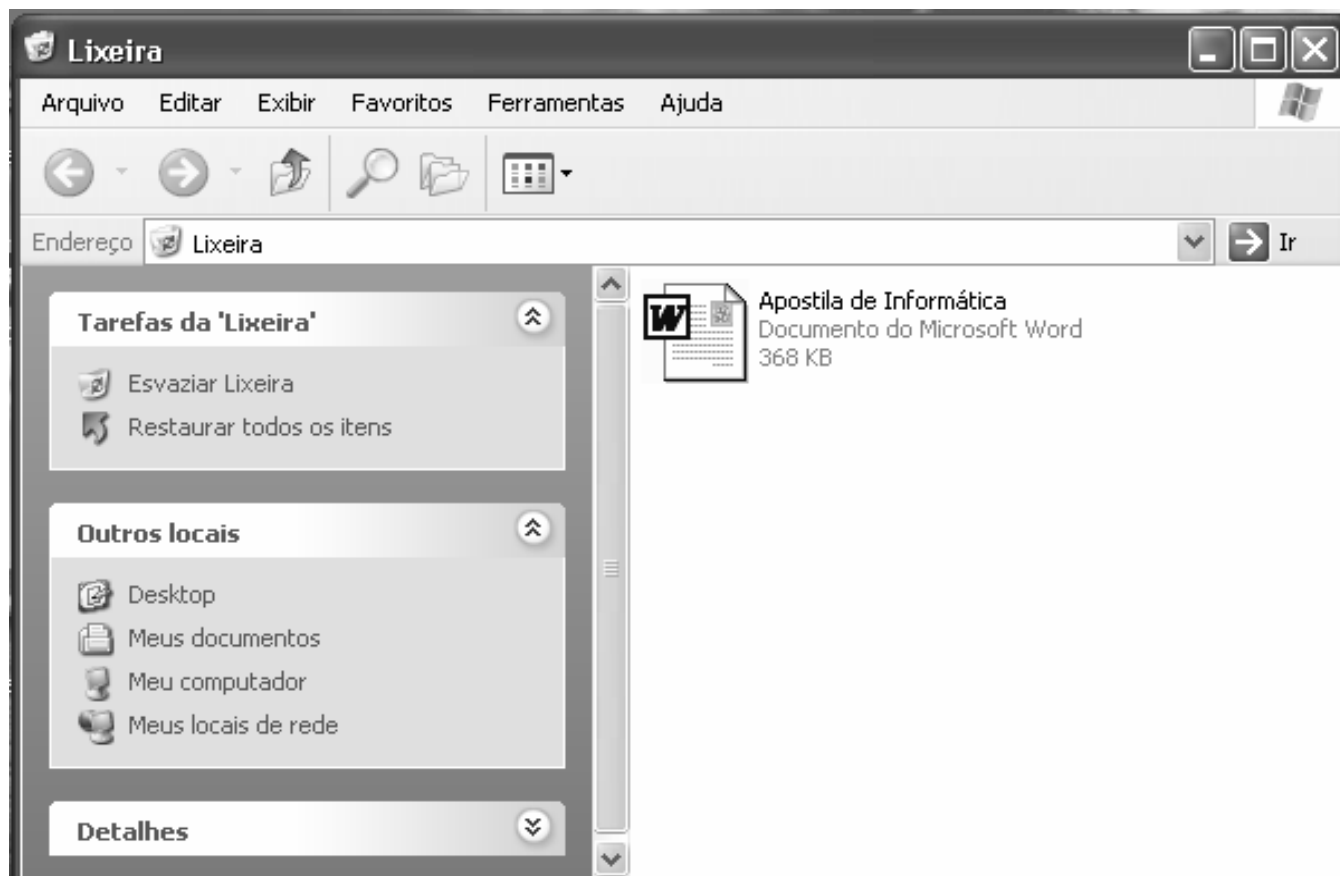 Lixeira
Arquivo Editar Exibir Favoritos Ferramentas Ajuda
Endereço Lixeira Ir
Tarefas da 'Lixeira'
Esvaziar Lixeira
Restaurar todos os itens
Outros locais
Desktop
Meus documentos
Meu computador
Meus locais de rede
Detalhes
W Apostila de Informática
Documento do Microsoft Word
368 KB